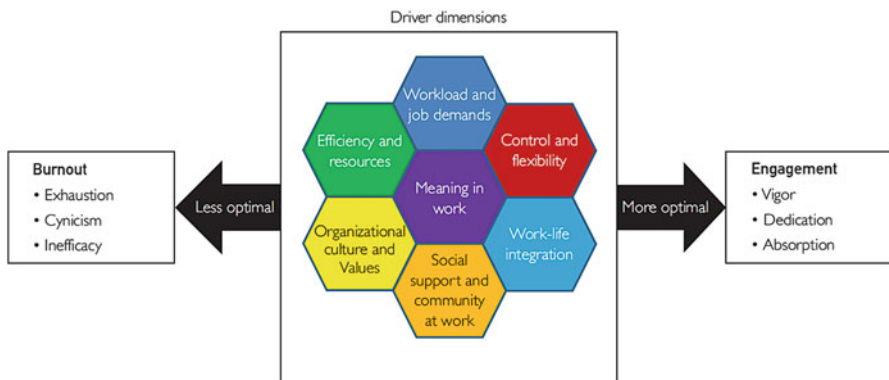 Driver dimensions
Workload and
job demands
Efficiency and
resources
Control and
flexibility
Meaning in
work
Organizational
culture and
Values
Work-life
integration
Social
support and
community
at work
Burnout
• Exhaustion
• Cynicism
• Inefficacy
Less optimal
More optimal
Engagement
• Vigor
• Dedication
• Absorption